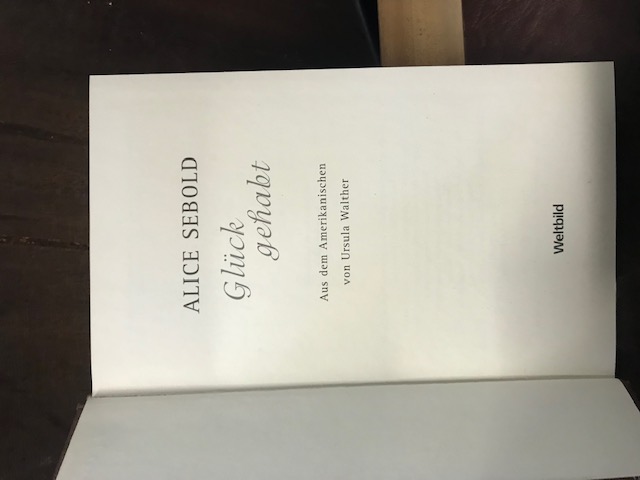 ALICE SEBOLD
Glück
gehabt
Aus dem Amerikanischen
von Ursula Walther
Weltbild